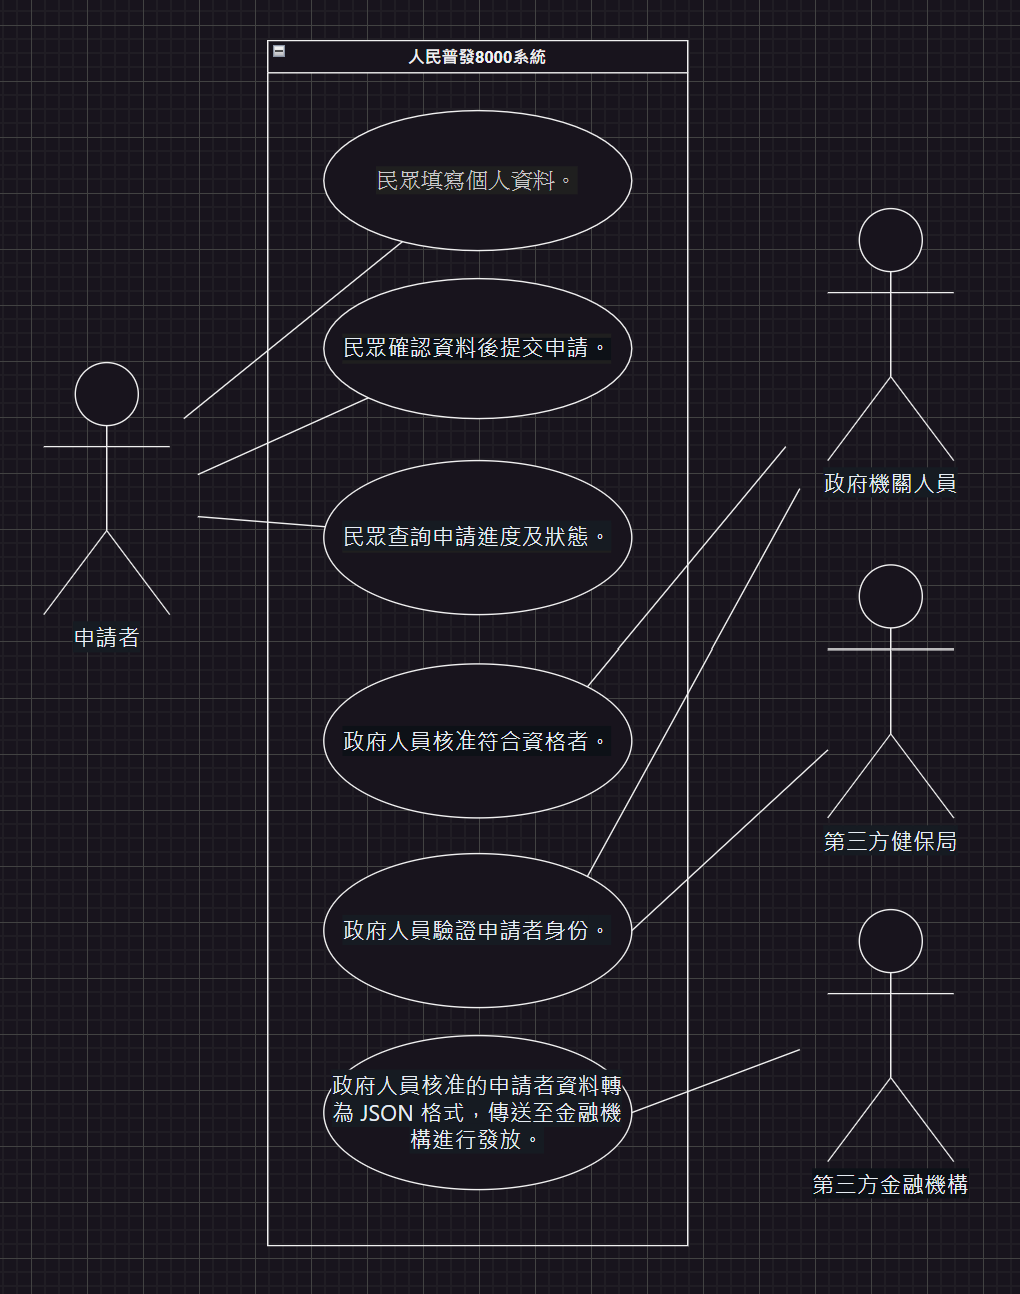 人民普發8000系統
民眾填寫個人資料。
民眾確認資料後提交申請。
民眾查詢申請進度及狀態。
政府機關人員
申請者
政府人員核准符合資格者。
第三方健保局
政府人員驗證申請者身份。
政府人員核准的申請者資料轉
為 JSON 格式，傳送至金融機
構進行發放。
第三方金融機構